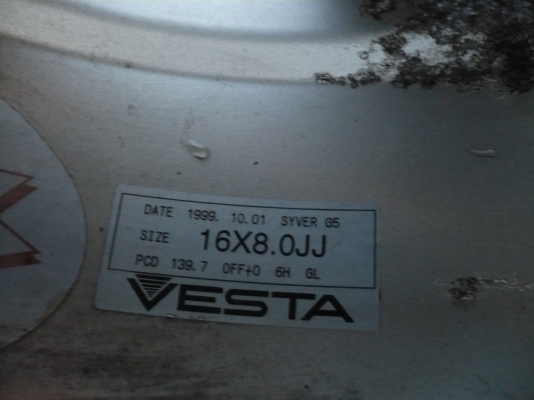 DATE 1999. 10.01 SYVER G5
SIZE 16X8.0JJ
PCD 139.7 OFF+0 6H GL
VESTA